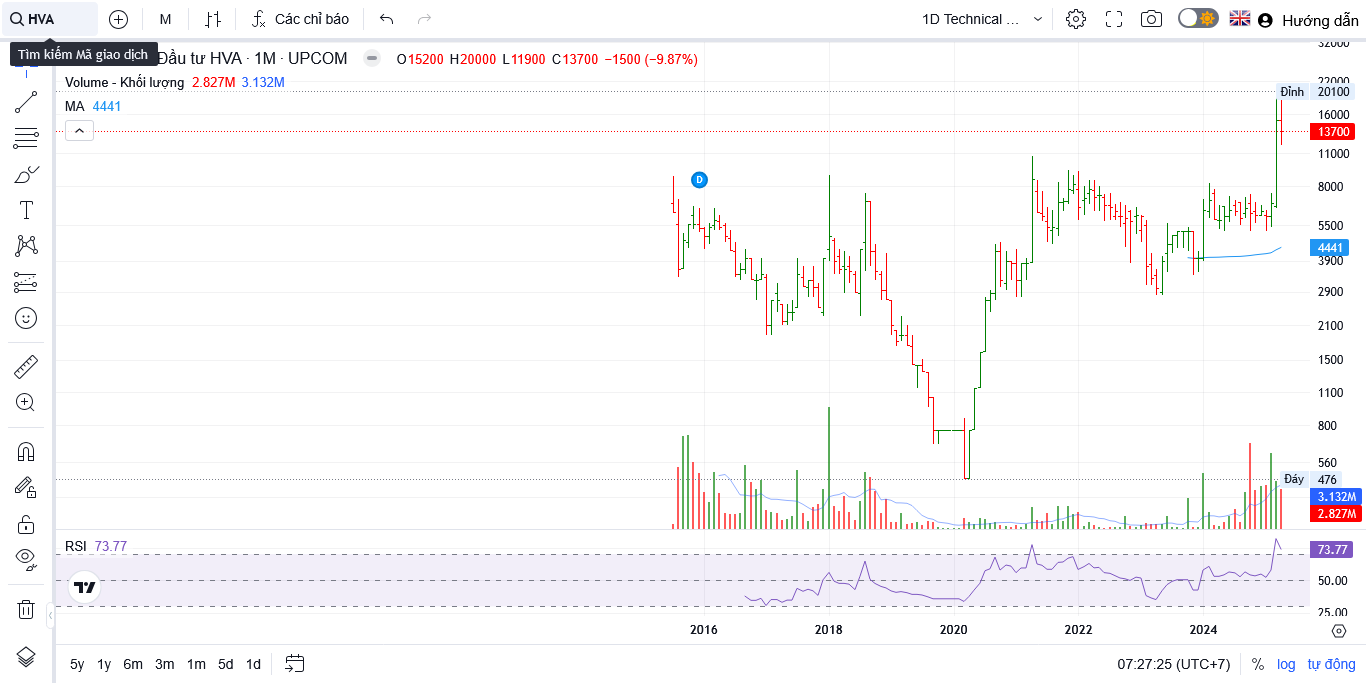 HVA
M
Các chỉ báo
1D Technical ...
Hướng dẫn
Tìm kiếm Mã giao dịch
Đầu tư HVA · 1M · UPCOM
O15200 H20000 L11900 C13700 −1500 (−9.87%)
Volume - Khối lượng 2.827M 3.132M
MA 4441
D
32000
22000
Đỉnh 20100
16000
13700
11000
8000
5500
4441
3900
2900
2100
1500
1100
800
560
Đáy 476
3.132M
2.827M
RSI 73.77
73.77
50.00
25.00
2016 2018 2020 2022 2024
5y 1y 6m 3m 1m 5d 1d
07:27:25 (UTC+7) % log tự động